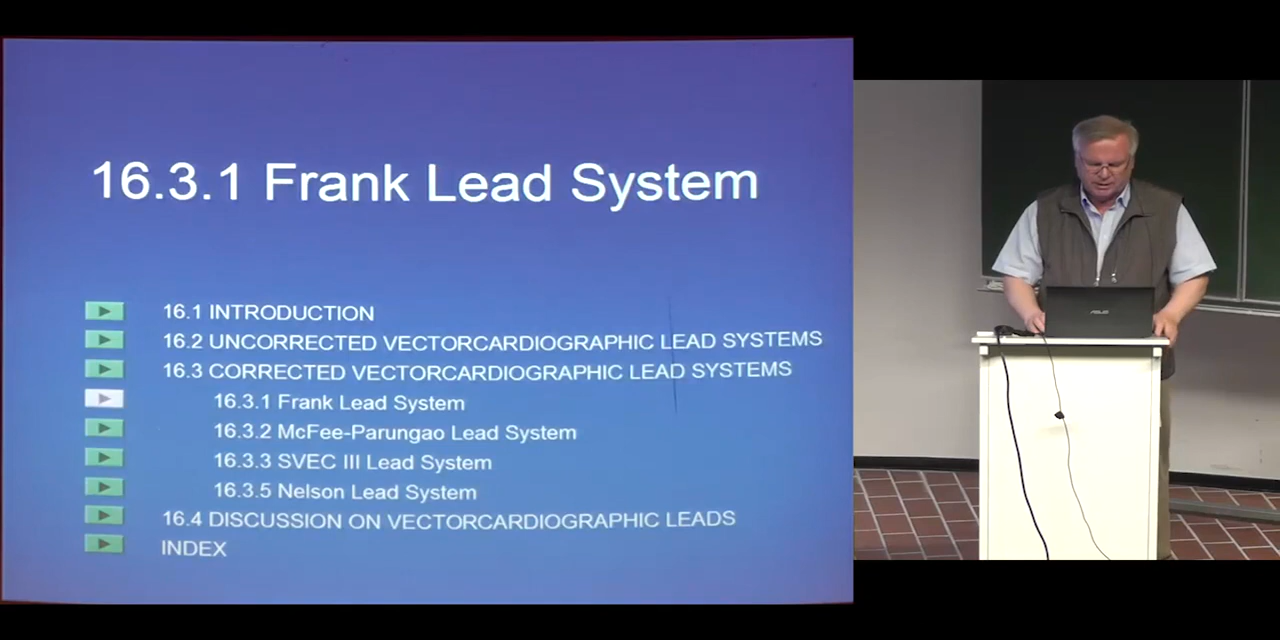 16.3.1 Frank Lead System
16.1 INTRODUCTION
16.2 UNCORRECTED VECTORCARDIOGRAPHIC LEAD SYSTEMS
16.3 CORRECTED VECTORCARDIOGRAPHIC LEAD SYSTEMS
16.3.1 Frank Lead System
16.3.2 McFee-Parungao Lead System
16.3.3 SVEC III Lead System
16.3.5 Nelson Lead System
16.4 DISCUSSION ON VECTORCARDIOGRAPHIC LEADS
INDEX
ASUS